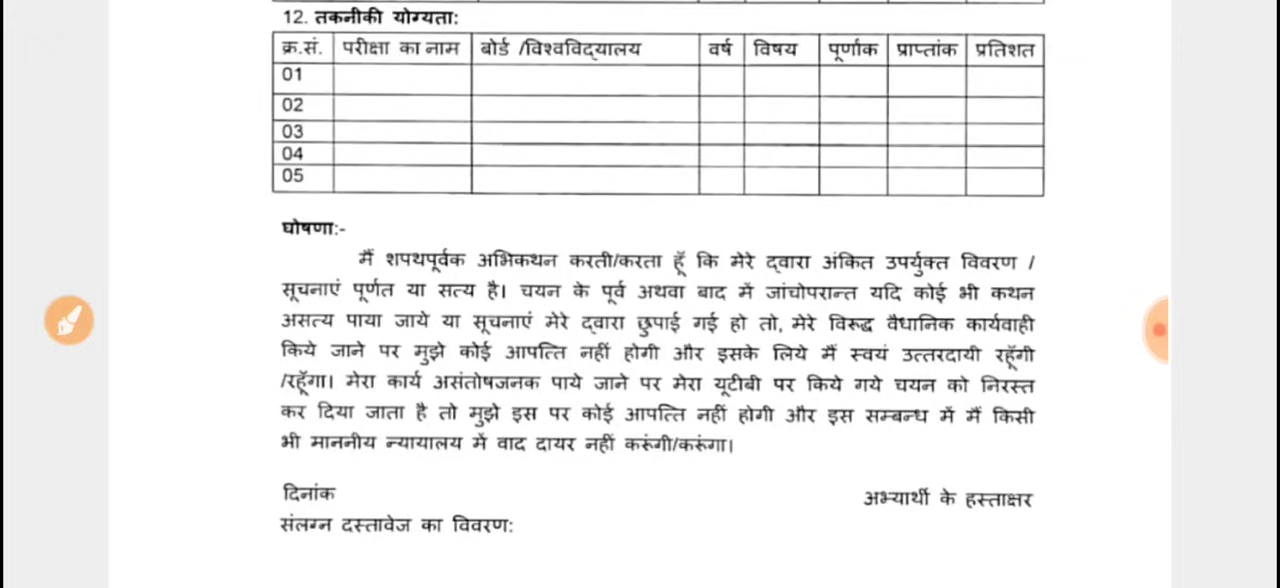 12. तकनीकी योग्यता:
क्र.सं. परीक्षा का नाम बोर्ड /विश्वविद्यालय वर्ष विषय पूर्णांक प्राप्तांक प्रतिशत
01
02
03
04
05
घोषणा:-
मैं शपथपूर्वक अभिकथन करती/करता हूँ कि मेरे द्वारा अंकित उपर्युक्त विवरण /
सूचनाएं पूर्णत या सत्य है। चयन के पूर्व अथवा बाद में जांचोपरान्त यदि कोई भी कथन
असत्य पाया जाये या सूचनाएं मेरे द्वारा छुपाई गई हो तो, मेरे विरूद्ध वैधानिक कार्यवाही
किये जाने पर मुझे कोई आपत्ति नहीं होगी और इसके लिये मैं स्वयं उत्तरदायी रहूँगी
/रहूँगा। मेरा कार्य असंतोषजनक पाये जाने पर मेरा यूटीबी पर किये गये चयन को निरस्त
कर दिया जाता है तो मुझे इस पर कोई आपत्ति नहीं होगी और इस सम्बन्ध में मैं किसी
भी माननीय न्यायालय में वाद दायर नहीं करूंगी/करूंगा।
दिनांक अभ्यार्थी के हस्ताक्षर
संलग्न दस्तावेज का विवरण: